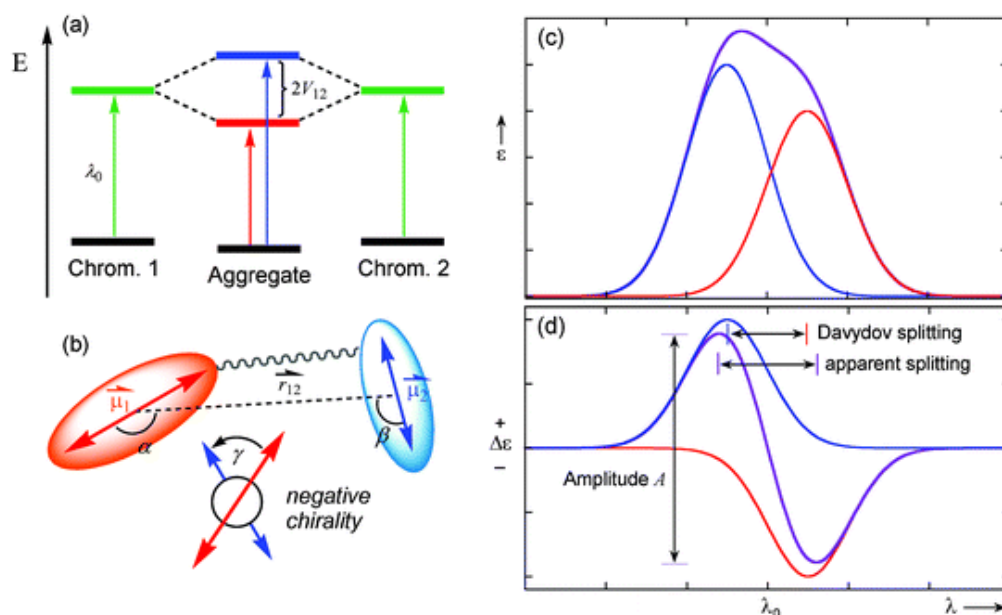 (a)
E
2V₁₂
λ₀
Chrom. 1
Aggregate
Chrom. 2
(b)
μ₁
α
r₁₂
μ₂
β
γ
negative
chirality
(c)
ε
(d)
Davydov splitting
apparent splitting
+
Δε
−
Amplitude A
λ₀
λ